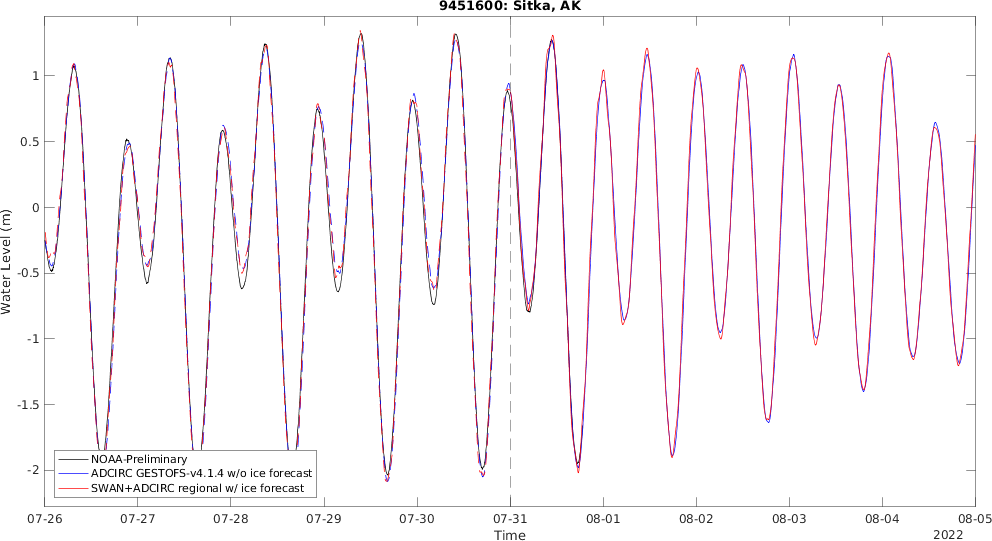 9451600: Sitka, AK
Water Level (m)
1
0.5
0
-0.5
-1
-1.5
-2
NOAA-Preliminary
ADCIRC GESTOFS-v4.1.4 w/o ice forecast
SWAN+ADCIRC regional w/ ice forecast
07-26 07-27 07-28 07-29 07-30 07-31 08-01 08-02 08-03 08-04 08-05
Time
2022